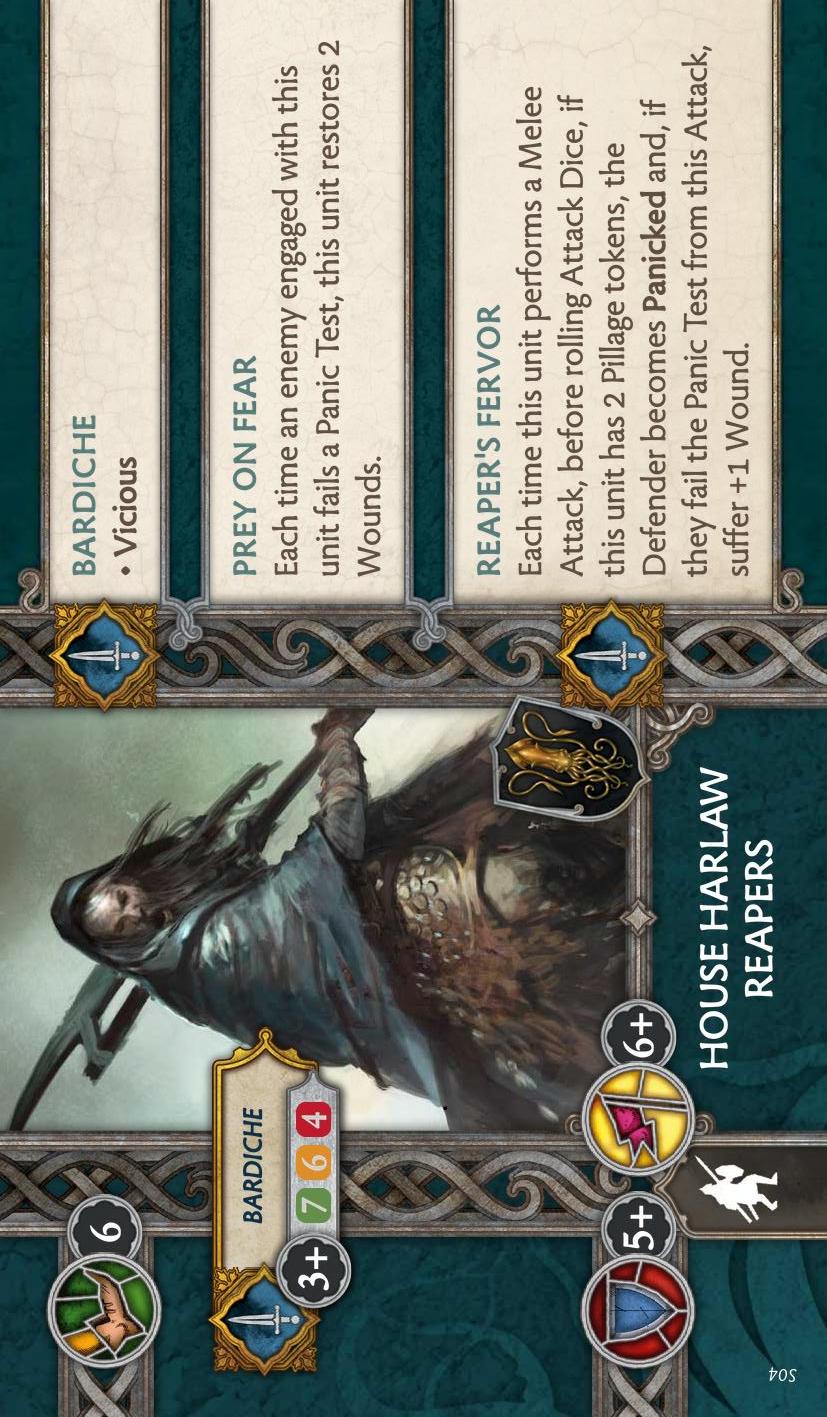 6
BARDICHE
3+
7 6 4
5+
6+
HOUSE HARLAW
REAPERS
S04
BARDICHE
• Vicious
PREY ON FEAR
Each time an enemy engaged with this
unit fails a Panic Test, this unit restores 2
Wounds.
REAPER'S FERVOR
Each time this unit performs a Melee
Attack, before rolling Attack Dice, if
this unit has 2 Pillage tokens, the
Defender becomes Panicked and, if
they fail the Panic Test from this Attack,
suffer +1 Wound.